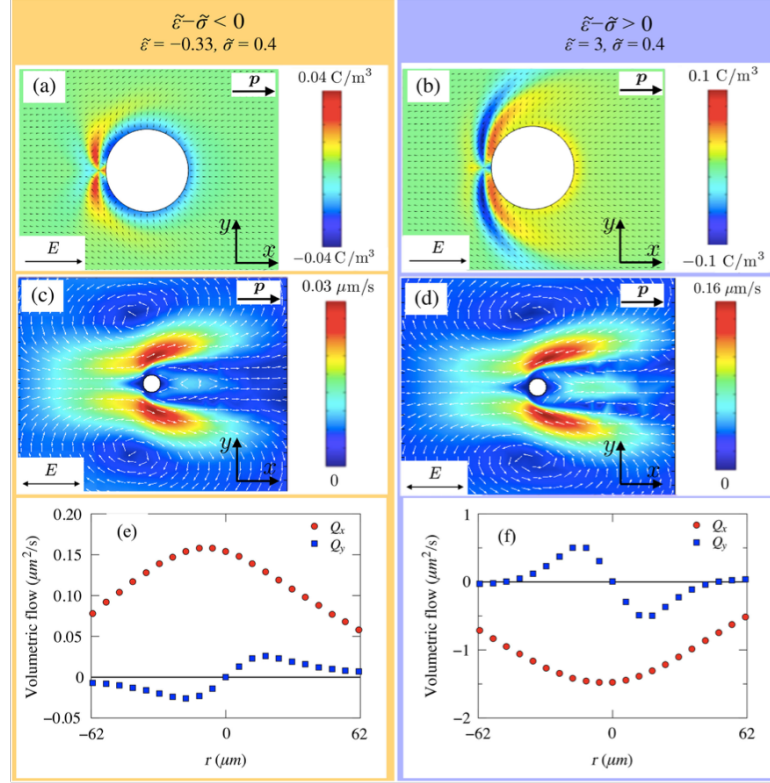 ε̃−σ̃ < 0
ε̃ = −0.33, σ̃ = 0.4
ε̃−σ̃ > 0
ε̃ = 3, σ̃ = 0.4
(a)
p
0.04 C/m³
E
y
x
−0.04 C/m³
(b)
p
0.1 C/m³
E
y
x
−0.1 C/m³
(c)
p
0.03 μm/s
E
y
x
0
(d)
p
0.16 μm/s
E
y
x
0
Volumetric flow (μm²/s)
0.20
0.15
0.10
0.05
0
−0.05
(e)
Qx
Qy
−62
0
62
r (μm)
Volumetric flow (μm²/s)
1
0
−1
−2
(f)
Qx
Qy
−62
0
62
r (μm)